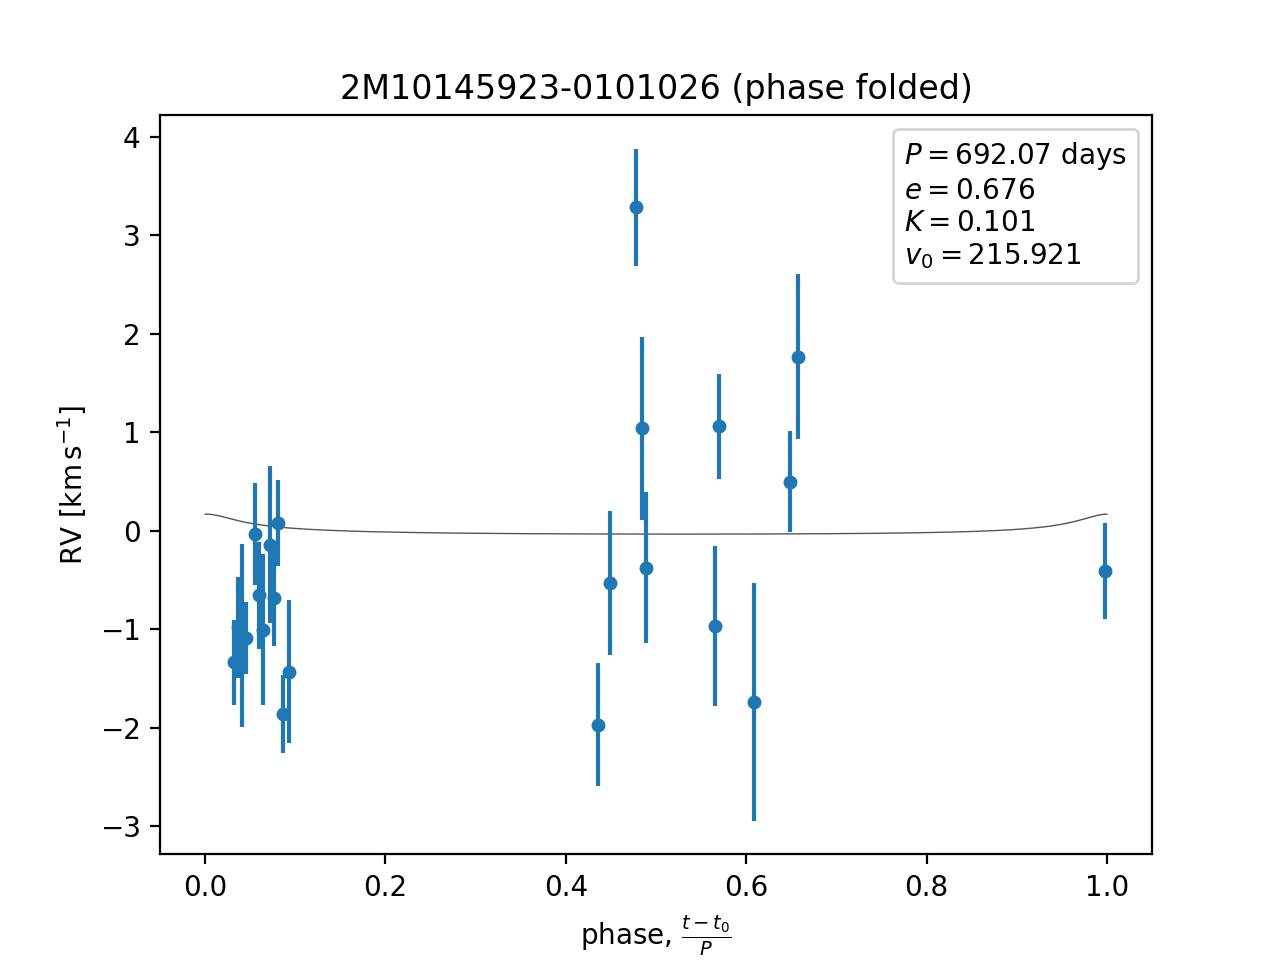 2M10145923-0101026 (phase folded)
P = 692.07 days
e = 0.676
K = 0.101
v₀ = 215.921
4
3
2
1
0
−1
−2
−3
RV [km s⁻¹]
0.0 0.2 0.4 0.6 0.8 1.0
phase, (t − t₀)/P